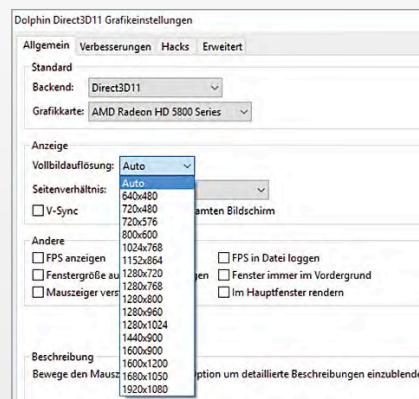 Dolphin Direct3D11 Grafikeinstellungen
Allgemein Verbesserungen Hacks Erweitert
Standard
Backend: Direct3D11
Grafikkarte: AMD Radeon HD 5800 Series
Anzeige
Vollbildauflösung: Auto
Seitenverhältnis:
Auto
640x480
720x480
720x576
800x600
1024x768
1152x864
1280x720
1280x768
1280x800
1280x960
1280x1024
1440x900
1600x900
1600x1200
1680x1050
1920x1080
V-Sync amten Bildschirm
Andere
FPS anzeigen FPS in Datei loggen
Fenstergröße au gen Fenster immer im Vordergrund
Mauszeiger vers Im Hauptfenster rendern
Beschreibung
Bewege den Mausz ption um detaillierte Beschreibungen einzublende